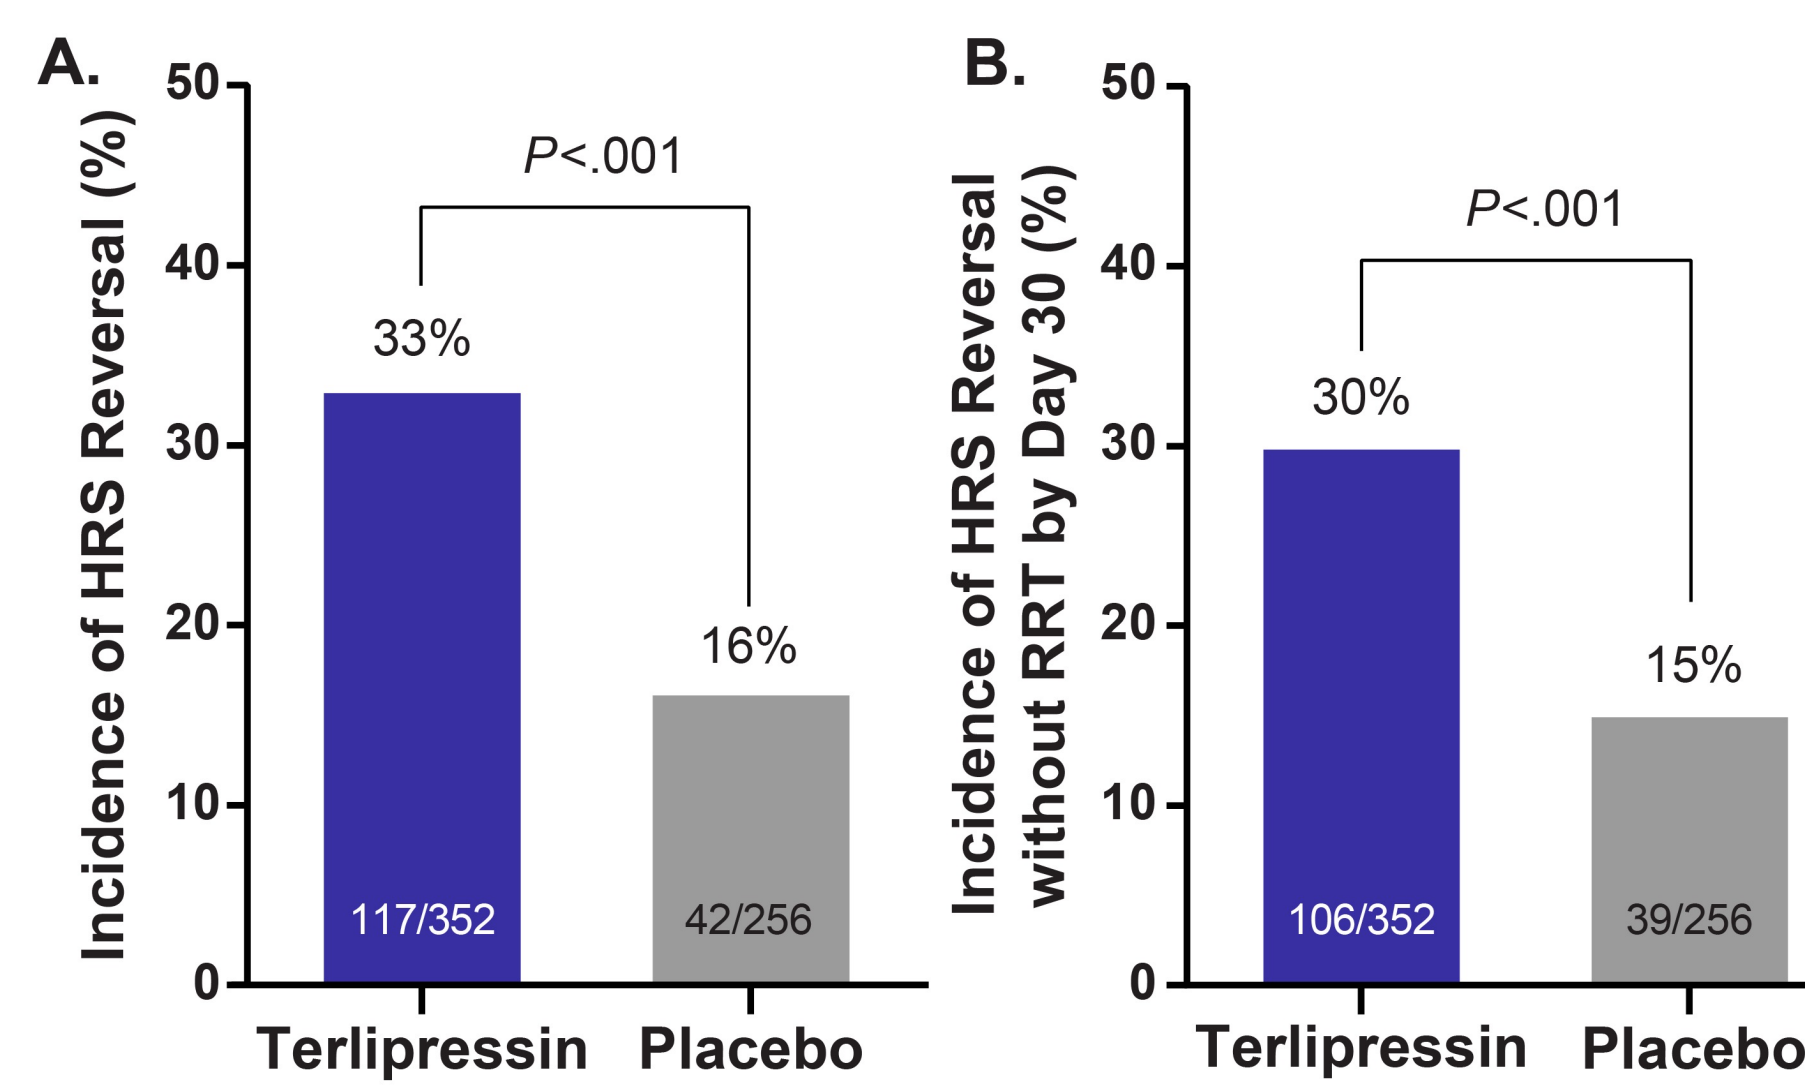 A.
Incidence of HRS Reversal (%)
50
40
30
20
10
0
P<.001
33%
16%
117/352
42/256
Terlipressin
Placebo
B.
Incidence of HRS Reversal
without RRT by Day 30 (%)
50
40
30
20
10
0
P<.001
30%
15%
106/352
39/256
Terlipressin
Placebo